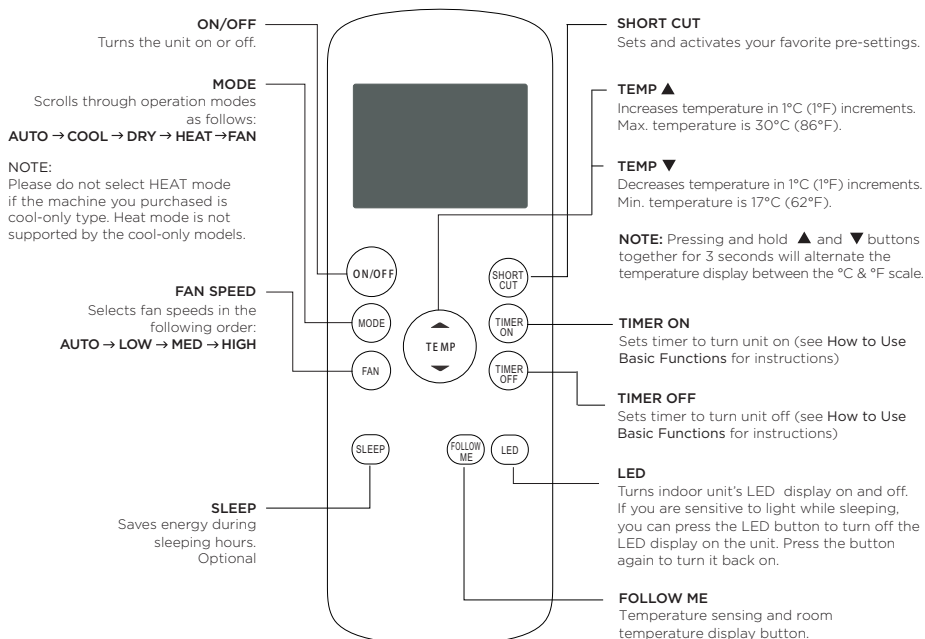 ON/OFF
Turns the unit on or off.
MODE
Scrolls through operation modes
as follows:
AUTO → COOL → DRY → HEAT → FAN
NOTE:
Please do not select HEAT mode
if the machine you purchased is
cool-only type. Heat mode is not
supported by the cool-only models.
FAN SPEED
Selects fan speeds in the
following order:
AUTO → LOW → MED → HIGH
SLEEP
Saves energy during
sleeping hours.
Optional
ON/OFF
MODE
FAN
TEMP
SHORT
CUT
TIMER
ON
TIMER
OFF
SLEEP
FOLLOW
ME
LED
SHORT CUT
Sets and activates your favorite pre-settings.
TEMP ▲
Increases temperature in 1°C (1°F) increments.
Max. temperature is 30°C (86°F).
TEMP ▼
Decreases temperature in 1°C (1°F) increments.
Min. temperature is 17°C (62°F).
NOTE: Pressing and hold ▲ and ▼ buttons
together for 3 seconds will alternate the
temperature display between the °C & °F scale.
TIMER ON
Sets timer to turn unit on (see How to Use
Basic Functions for instructions)
TIMER OFF
Sets timer to turn unit off (see How to Use
Basic Functions for instructions)
LED
Turns indoor unit's LED display on and off.
If you are sensitive to light while sleeping,
you can press the LED button to turn off the
LED display on the unit. Press the button
again to turn it back on.
FOLLOW ME
Temperature sensing and room
temperature display button.